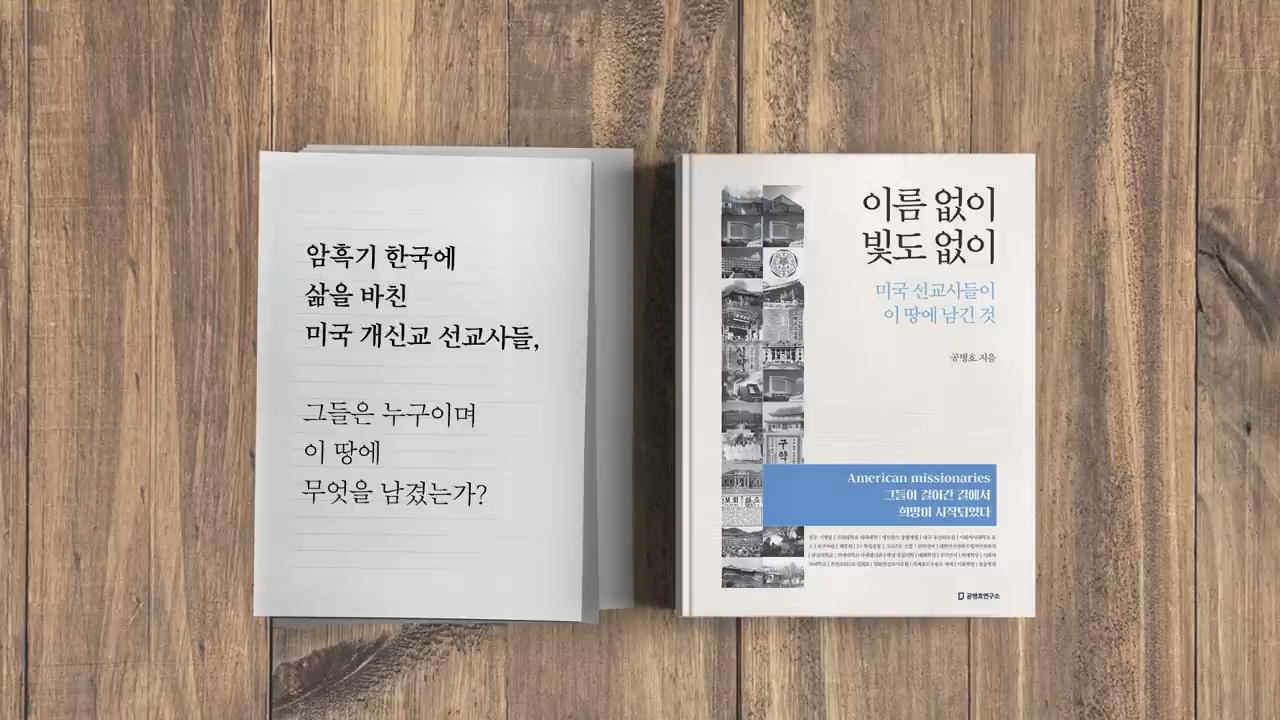 암흑기 한국에
삶을 바친
미국 개신교 선교사들,
그들은 누구이며
이 땅에
무엇을 남겼는가?
이름 없이
빛도 없이
미국 선교사들이
이 땅에 남긴 것
공병호 지음
구약
American missionaries
그들이 걸어간 길에서
희망이 시작되었다
공병호연구소